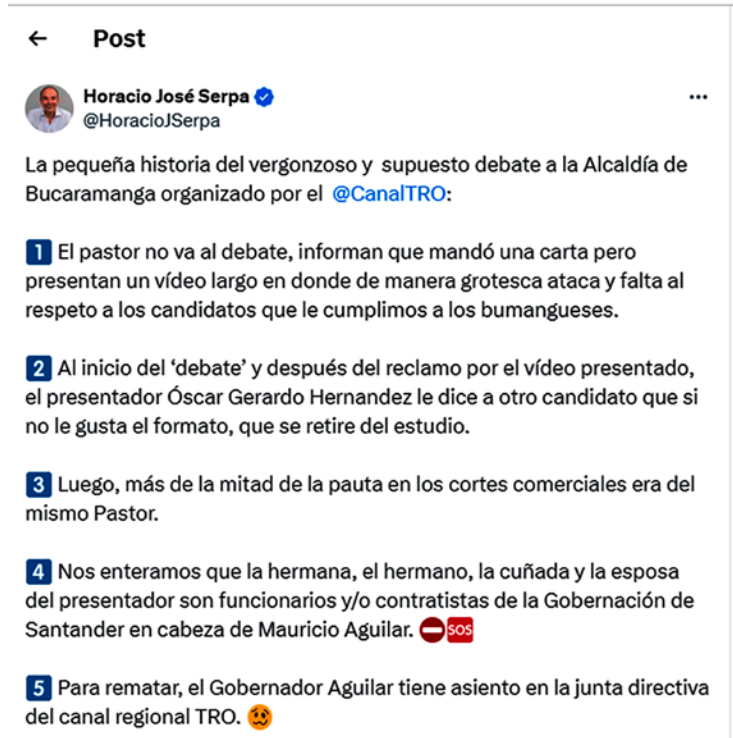 ← Post
Horacio José Serpa
@HoracioJSerpa
La pequeña historia del vergonzoso y supuesto debate a la Alcaldía de
Bucaramanga organizado por el @CanalTRO:
1 El pastor no va al debate, informan que mandó una carta pero
presentan un vídeo largo en donde de manera grotesca ataca y falta al
respeto a los candidatos que le cumplimos a los bumangueses.
2 Al inicio del ‘debate’ y después del reclamo por el vídeo presentado,
el presentador Óscar Gerardo Hernandez le dice a otro candidato que si
no le gusta el formato, que se retire del estudio.
3 Luego, más de la mitad de la pauta en los cortes comerciales era del
mismo Pastor.
4 Nos enteramos que la hermana, el hermano, la cuñada y la esposa
del presentador son funcionarios y/o contratistas de la Gobernación de
Santander en cabeza de Mauricio Aguilar. ⛔🆘
5 Para rematar, el Gobernador Aguilar tiene asiento en la junta directiva
del canal regional TRO. 🥴